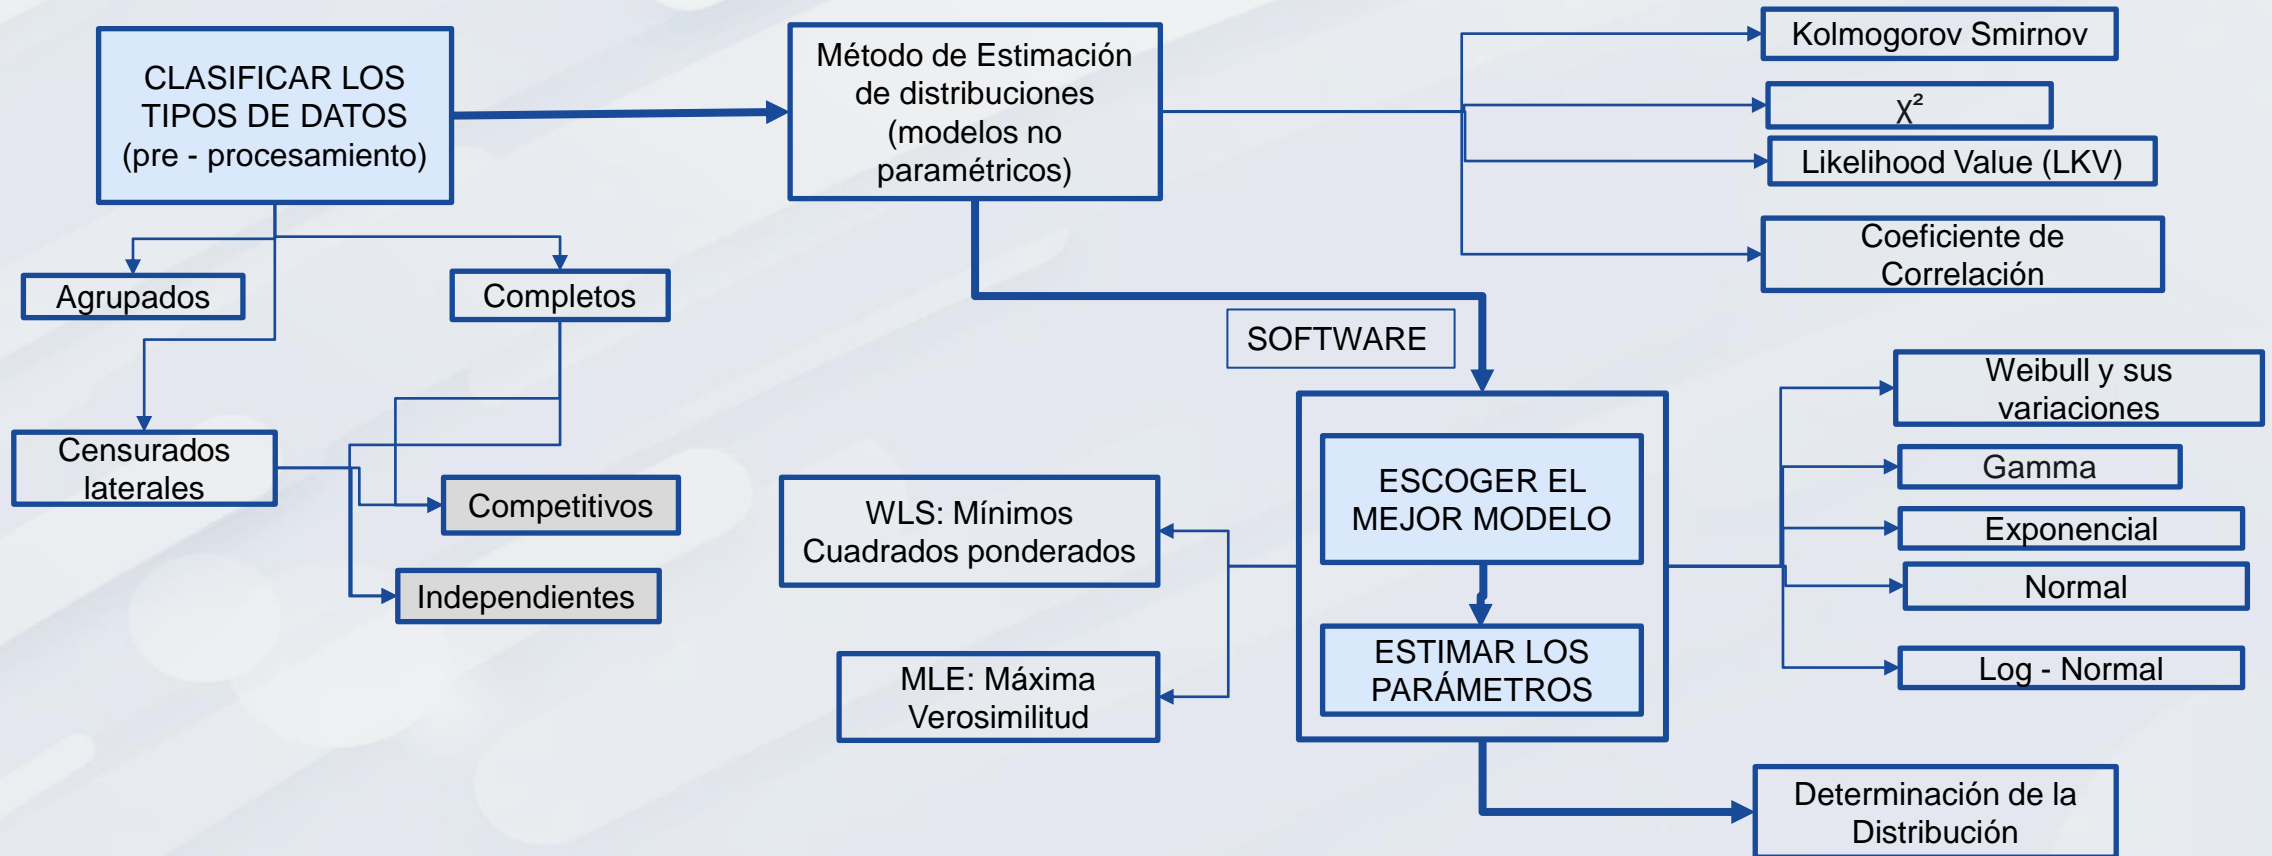 CLASIFICAR LOS
TIPOS DE DATOS
(pre - procesamiento)
Agrupados
Completos
Censurados
laterales
Competitivos
Independientes
Método de Estimación
de distribuciones
(modelos no
paramétricos)
Kolmogorov Smirnov
χ²
Likelihood Value (LKV)
Coeficiente de
Correlación
SOFTWARE
ESCOGER EL
MEJOR MODELO
ESTIMAR LOS
PARÁMETROS
WLS: Mínimos
Cuadrados ponderados
MLE: Máxima
Verosimilitud
Weibull y sus
variaciones
Gamma
Exponencial
Normal
Log - Normal
Determinación de la
Distribución